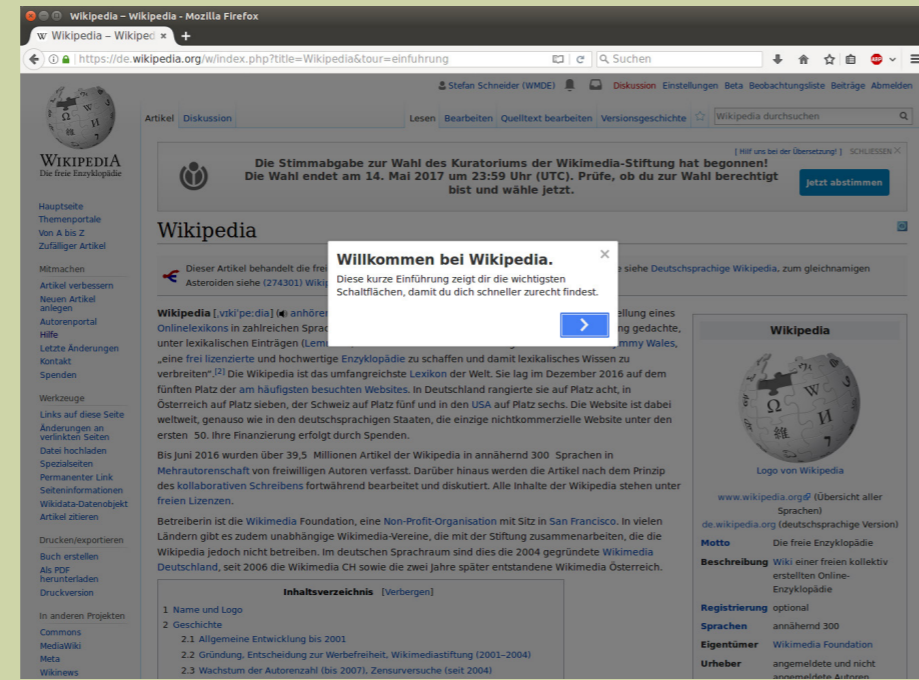 Wikipedia – Wikipedia - Mozilla Firefox
Wikipedia – Wikiped
https://de.wikipedia.org/w/index.php?title=Wikipedia&tour=einfuhrung
Suchen
Stefan Schneider (WMDE) Diskussion Einstellungen Beta Beobachtungsliste Beiträge Abmelden
Artikel Diskussion Lesen Bearbeiten Quelltext bearbeiten Versionsgeschichte Wikipedia durchsuchen
WIKIPEDIA
Die freie Enzyklopädie
Hauptseite
Themenportale
Von A bis Z
Zufälliger Artikel
Mitmachen
Artikel verbessern
Neuen Artikel
anlegen
Autorenportal
Hilfe
Letzte Änderungen
Kontakt
Spenden
Werkzeuge
Links auf diese Seite
Änderungen an
verlinkten Seiten
Datei hochladen
Spezialseiten
Permanenter Link
Seiteninformationen
Wikidata-Datenobjekt
Artikel zitieren
Drucken/exportieren
Buch erstellen
Als PDF
herunterladen
Druckversion
In anderen Projekten
Commons
MediaWiki
Meta
Wikinews
[ Hilf uns bei der Übersetzung! ] SCHLIESSEN
Die Stimmabgabe zur Wahl des Kuratoriums der Wikimedia-Stiftung hat begonnen!
Die Wahl endet am 14. Mai 2017 um 23:59 Uhr (UTC). Prüfe, ob du zur Wahl berechtigt
bist und wähle jetzt.
Jetzt abstimmen
Wikipedia
Willkommen bei Wikipedia.
Diese kurze Einführung zeigt dir die wichtigsten
Schaltflächen, damit du dich schneller zurecht findest.
Dieser Artikel behandelt die frei siehe Deutschsprachige Wikipedia, zum gleichnamigen
Asteroiden siehe (274301) Wikip
Wikipedia [ˌvɪkiˈpeːdia] (anhören ellung eines
Onlinelexikons in zahlreichen Sprac ng gedachte,
unter lexikalischen Einträgen (Lem mmy Wales,
„eine frei lizenzierte und hochwertige Enzyklopädie zu schaffen und damit lexikalisches Wissen zu
verbreiten“.[2] Die Wikipedia ist das umfangreichste Lexikon der Welt. Sie lag im Dezember 2016 auf dem
fünften Platz der am häufigsten besuchten Websites. In Deutschland rangierte sie auf Platz acht, in
Österreich auf Platz sieben, der Schweiz auf Platz fünf und in den USA auf Platz sechs. Die Website ist dabei
weltweit, genauso wie in den deutschsprachigen Staaten, die einzige nichtkommerzielle Website unter den
ersten 50. Ihre Finanzierung erfolgt durch Spenden.
Bis Juni 2016 wurden über 39,5 Millionen Artikel der Wikipedia in annähernd 300 Sprachen in
Mehrautorenschaft von freiwilligen Autoren verfasst. Darüber hinaus werden die Artikel nach dem Prinzip
des kollaborativen Schreibens fortwährend bearbeitet und diskutiert. Alle Inhalte der Wikipedia stehen unter
freien Lizenzen.
Betreiberin ist die Wikimedia Foundation, eine Non-Profit-Organisation mit Sitz in San Francisco. In vielen
Ländern gibt es zudem unabhängige Wikimedia-Vereine, die mit der Stiftung zusammenarbeiten, die die
Wikipedia jedoch nicht betreiben. Im deutschen Sprachraum sind dies die 2004 gegründete Wikimedia
Deutschland, seit 2006 die Wikimedia CH sowie die zwei Jahre später entstandene Wikimedia Österreich.
Inhaltsverzeichnis [Verbergen]
1 Name und Logo
2 Geschichte
2.1 Allgemeine Entwicklung bis 2001
2.2 Gründung, Entscheidung zur Werbefreiheit, Wikimediastiftung (2001–2004)
2.3 Wachstum der Autorenzahl (bis 2007), Zensurversuche (seit 2004)
Wikipedia
Logo von Wikipedia
www.wikipedia.org (Übersicht aller
Sprachen)
de.wikipedia.org (deutschsprachige Version)
Motto Die freie Enzyklopädie
Beschreibung Wiki einer freien kollektiv
erstellten Online-
Enzyklopädie
Registrierung optional
Sprachen annähernd 300
Eigentümer Wikimedia Foundation
Urheber angemeldete und nicht
angemeldete Autoren